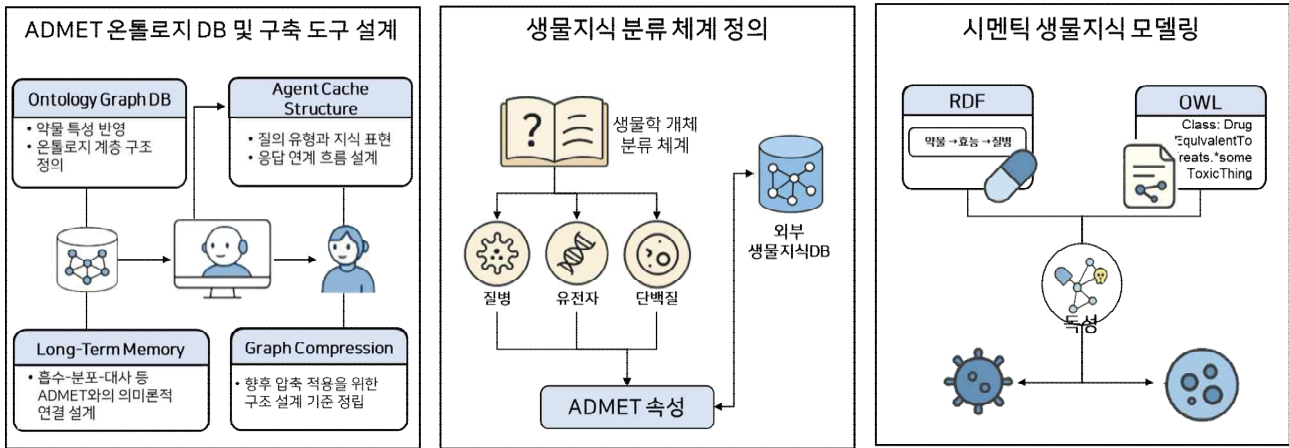 ADMET 온톨로지 DB 및 구축 도구 설계
Ontology Graph DB
• 약물 특성 반영
• 온톨로지 계층 구조
정의
Agent Cache
Structure
• 질의 유형과 지식 표현
• 응답 연계 흐름 설계
Long-Term Memory
• 흡수-분포-대사 등
ADMET와의 의미론적
연결 설계
Graph Compression
• 향후 압축 적용을 위한
구조 설계 기준 정립
생물지식 분류 체계 정의
?
생물학 개체
분류 체계
외부
생물지식DB
질병
유전자
단백질
ADMET 속성
시멘틱 생물지식 모델링
RDF
약물→효능→질병
OWL
Class: Drug
EquivalentTo
reats.*some
ToxicThing
독성